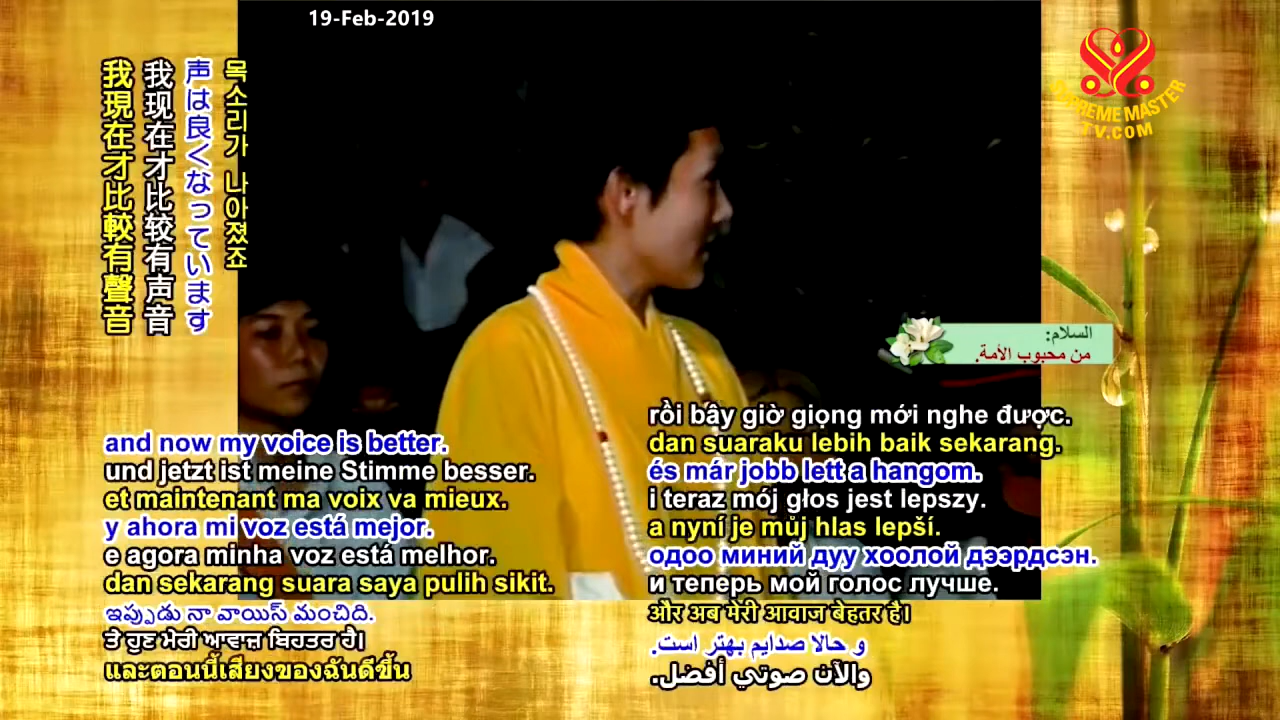 19-Feb-2019
SUPREME MASTER
TV.COM
목소리가 나아졌죠
声は良くなっています
我现在才比较有声音
我現在才比較有聲音
السلام:
من محبوب الأمة.
and now my voice is better.
und jetzt ist meine Stimme besser.
et maintenant ma voix va mieux.
y ahora mi voz está mejor.
e agora minha voz está melhor.
dan sekarang suara saya pulih sikit.
ఇప్పుడు నా వాయిస్ మంచిది.
ਤੇ ਹੁਣ ਮੇਰੀ ਆਵਾਜ਼ ਬਿਹਤਰ ਹੈ।
และตอนนี้เสียงของฉันดีขึ้น
rồi bây giờ giọng mới nghe được.
dan suaraku lebih baik sekarang.
és már jobb lett a hangom.
i teraz mój głos jest lepszy.
a nyní je můj hlas lepší.
одоо миний дуу хоолой дээрдсэн.
и теперь мой голос лучше.
और अब मेरी आवाज बेहतर है।
و حالا صدایم بهتر است.
والآن صوتي أفضل.